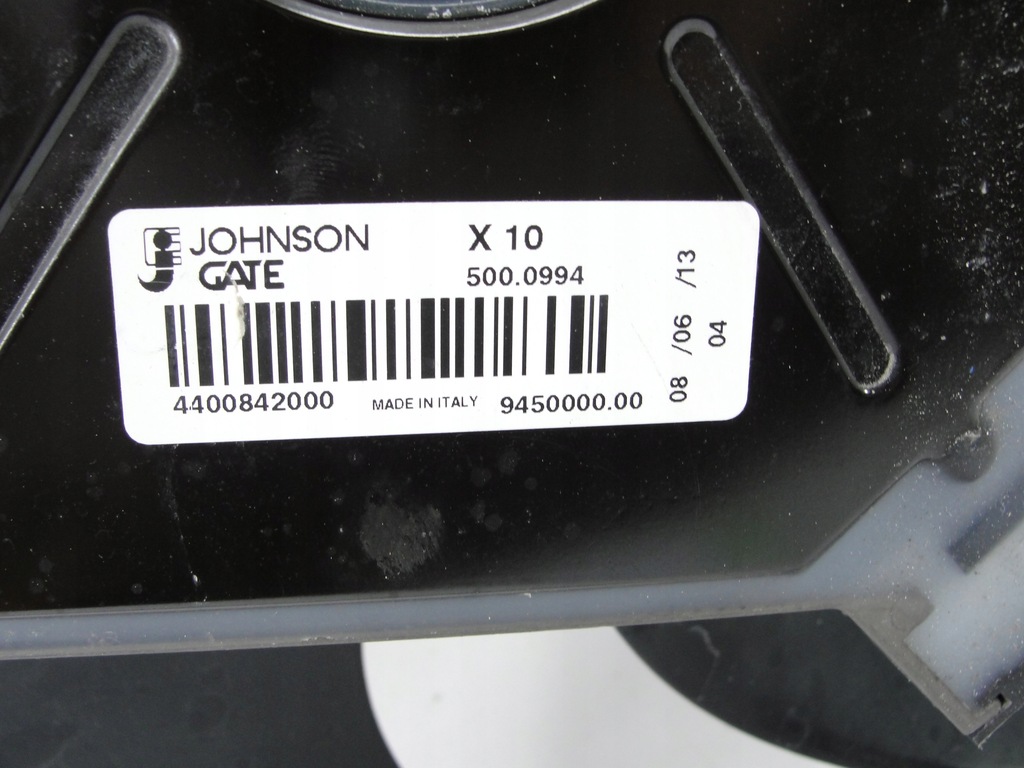 JOHNSON
GATE
X 10
500.0994
4400842000
MADE IN ITALY
9450000.00
08 /06 /13
04